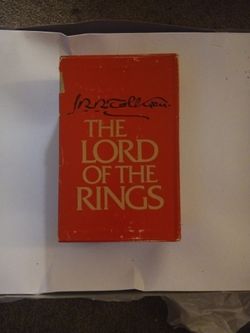 J.R.R. Tolkien.
THE
LORD
OF THE
RINGS